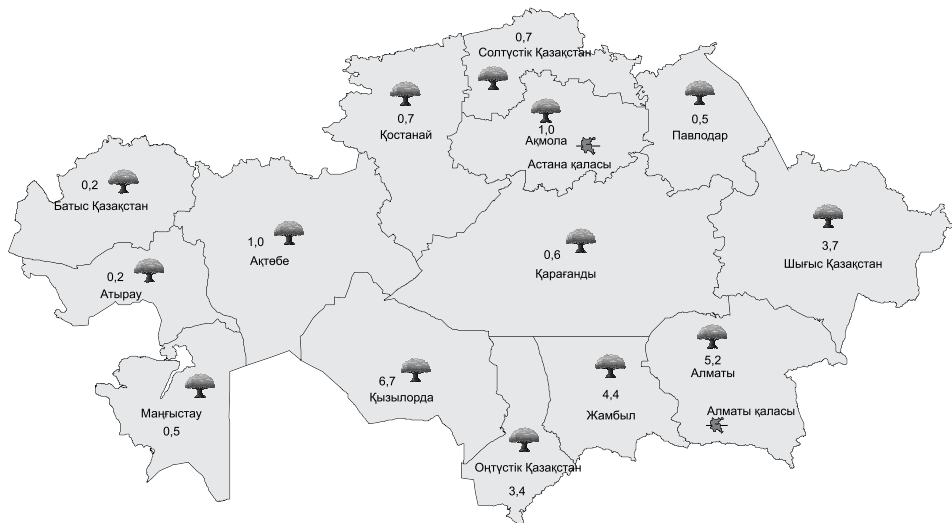 0,7
Солтүстік Қазақстан
0,7
Қостанай
1,0
Ақмола
Астана қаласы
0,5
Павлодар
0,2
Батыс Қазақстан
1,0
Ақтөбе
0,2
Атырау
0,6
Қарағанды
3,7
Шығыс Қазақстан
Маңғыстау
0,5
6,7
Қызылорда
5,2
Алматы
Алматы қаласы
4,4
Жамбыл
Оңтүстік Қазақстан
3,4